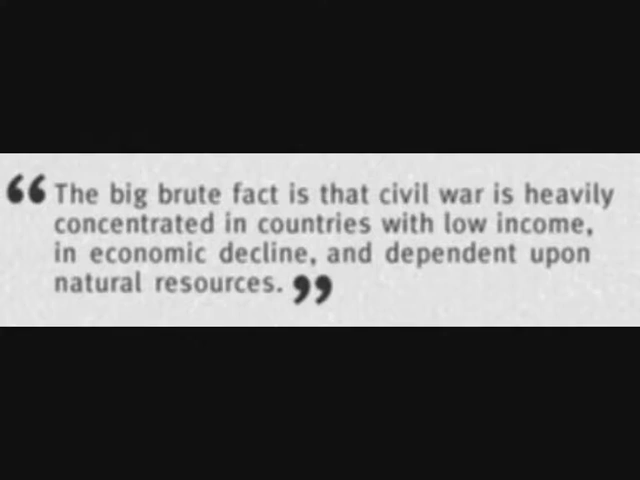 “The big brute fact is that civil war is heavily
concentrated in countries with low income,
in economic decline, and dependent upon
natural resources.”